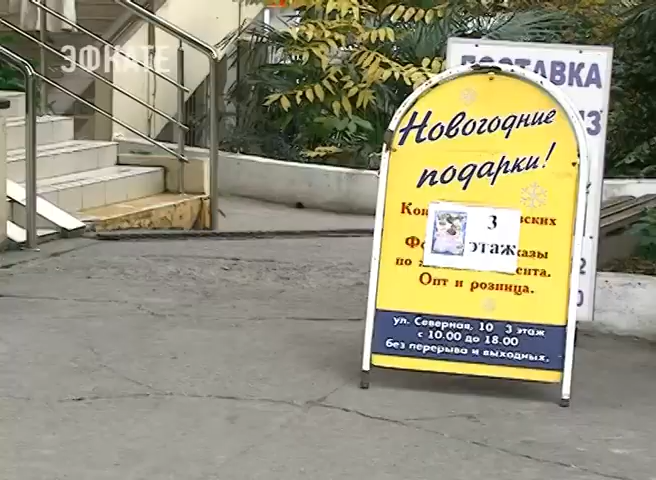 ЭФКАТЕ
ДОСТАВКА
Новогодние
подарки!
3
этаж
Опт и розница.
ул. Северная, 10 3 этаж
с 10.00 до 18.00
без перерыва и выходных.